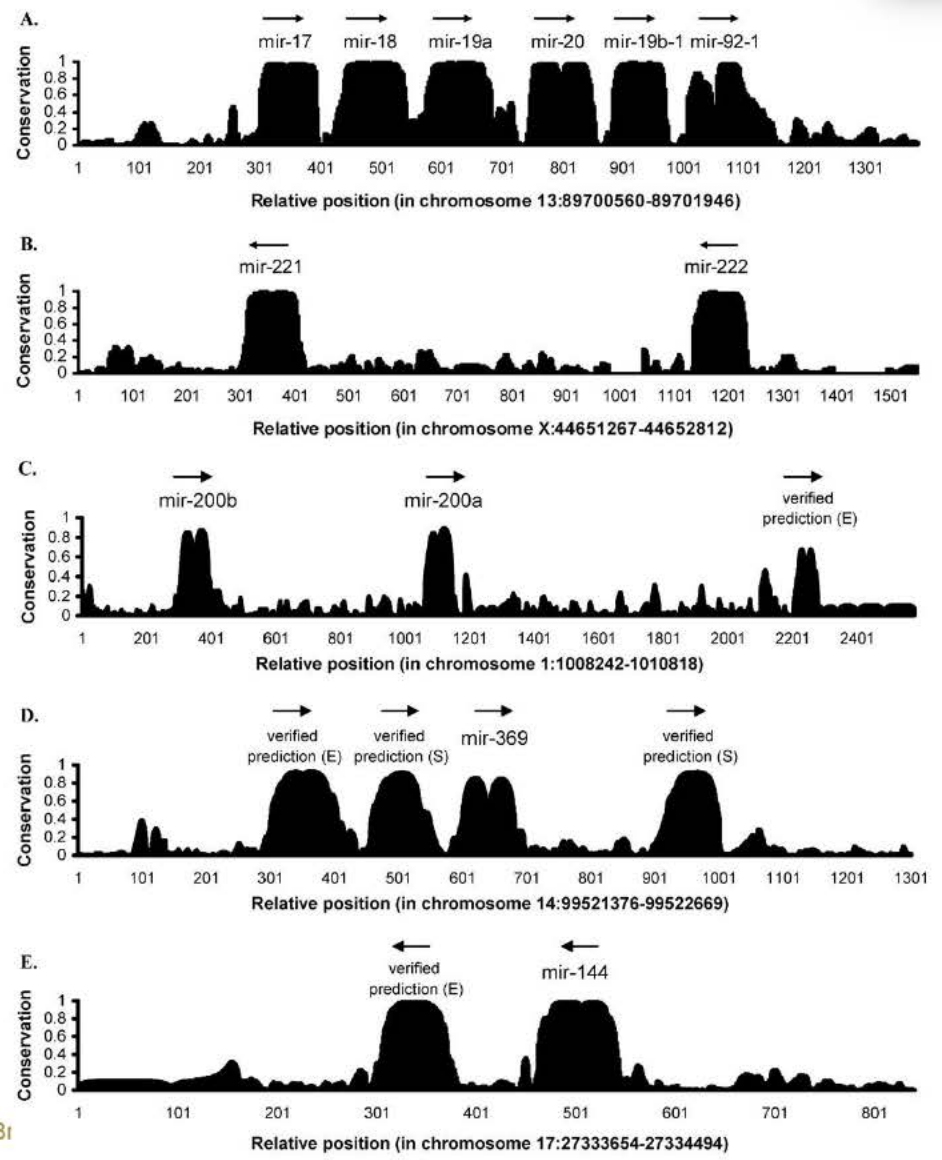 A.
mir-17 mir-18 mir-19a mir-20 mir-19b-1 mir-92-1
Conservation
1
0.8
0.6
0.4
0.2
0
1 101 201 301 401 501 601 701 801 901 1001 1101 1201 1301
Relative position (in chromosome 13:89700560-89701946)
B.
mir-221 mir-222
Conservation
1
0.8
0.6
0.4
0.2
0
1 101 201 301 401 501 601 701 801 901 1001 1101 1201 1301 1401 1501
Relative position (in chromosome X:44651267-44652812)
C.
mir-200b mir-200a verified
prediction (E)
Conservation
1
0.8
0.6
0.4
0.2
0
1 201 401 601 801 1001 1201 1401 1601 1801 2001 2201 2401
Relative position (in chromosome 1:1008242-1010818)
D.
verified verified mir-369 verified
prediction (E) prediction (S) prediction (S)
Conservation
1
0.8
0.6
0.4
0.2
0
1 101 201 301 401 501 601 701 801 901 1001 1101 1201 1301
Relative position (in chromosome 14:99521376-99522669)
E.
verified mir-144
prediction (E)
Conservation
1
0.8
0.6
0.4
0.2
0
1 101 301 401 501 601 701 801
Relative position (in chromosome 17:27333654-27334494)